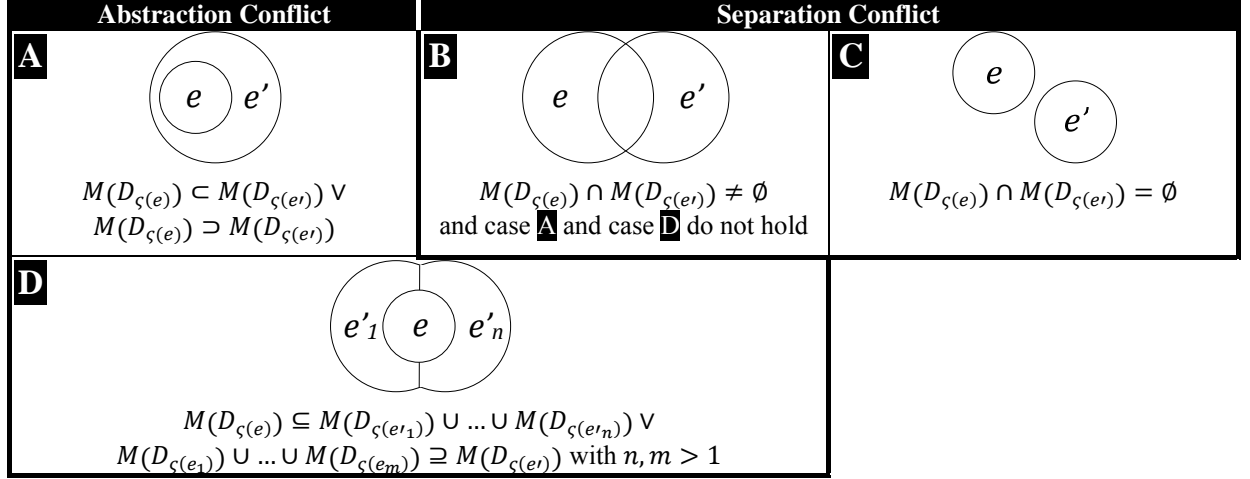 Abstraction Conflict
Separation Conflict
A
e
e'
M(D_ς(e)) ⊂ M(D_ς(e′)) ∨
M(D_ς(e)) ⊃ M(D_ς(e′))
B
e
e'
M(D_ς(e)) ∩ M(D_ς(e′)) ≠ ∅
and case A and case D do not hold
C
e
e'
M(D_ς(e)) ∩ M(D_ς(e′)) = ∅
D
e'1 e e'n
M(D_ς(e)) ⊆ M(D_ς(e′₁)) ∪ … ∪ M(D_ς(e′ₙ)) ∨
M(D_ς(e₁)) ∪ … ∪ M(D_ς(eₘ)) ⊇ M(D_ς(e′)) with n, m > 1